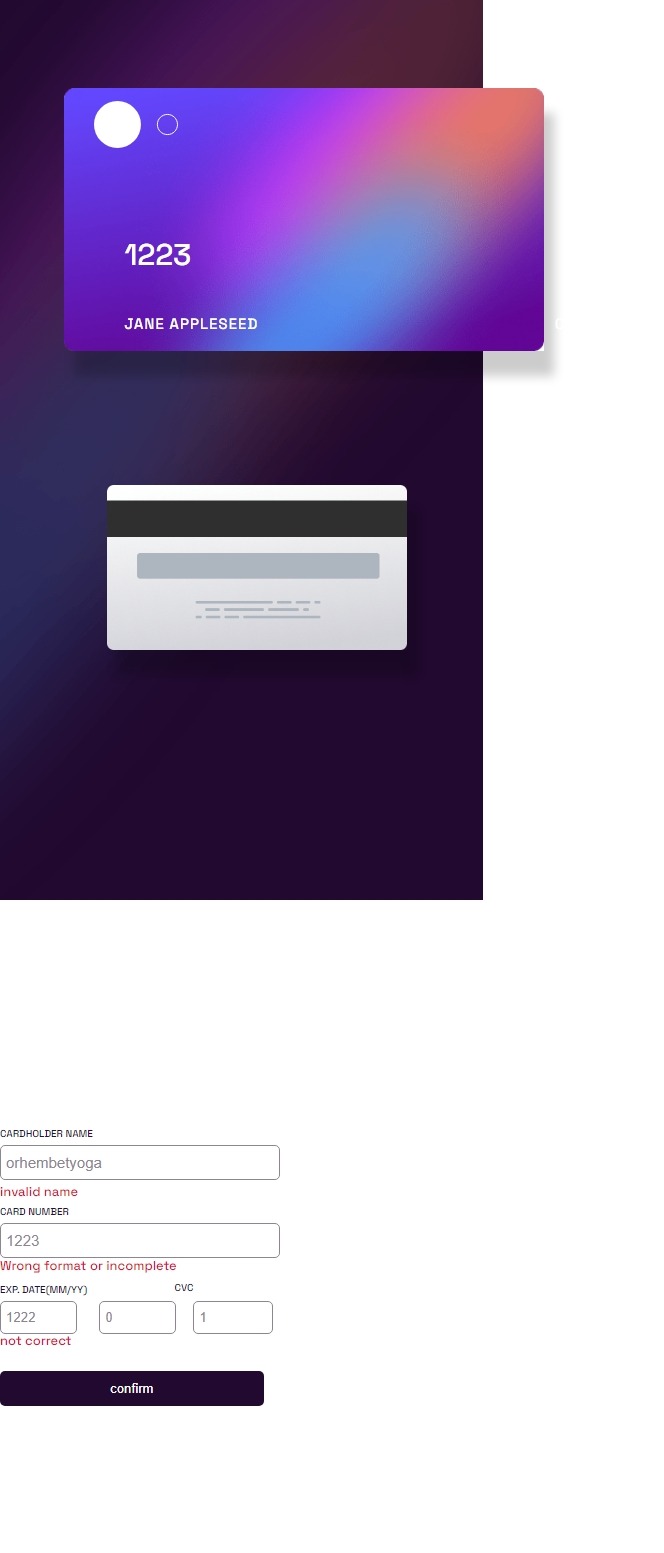 1223
JANE APPLESEED
CARDHOLDER NAME
orhembetyoga
invalid name
CARD NUMBER
1223
Wrong format or incomplete
EXP. DATE(MM/YY) CVC
1222 0 1
not correct
confirm